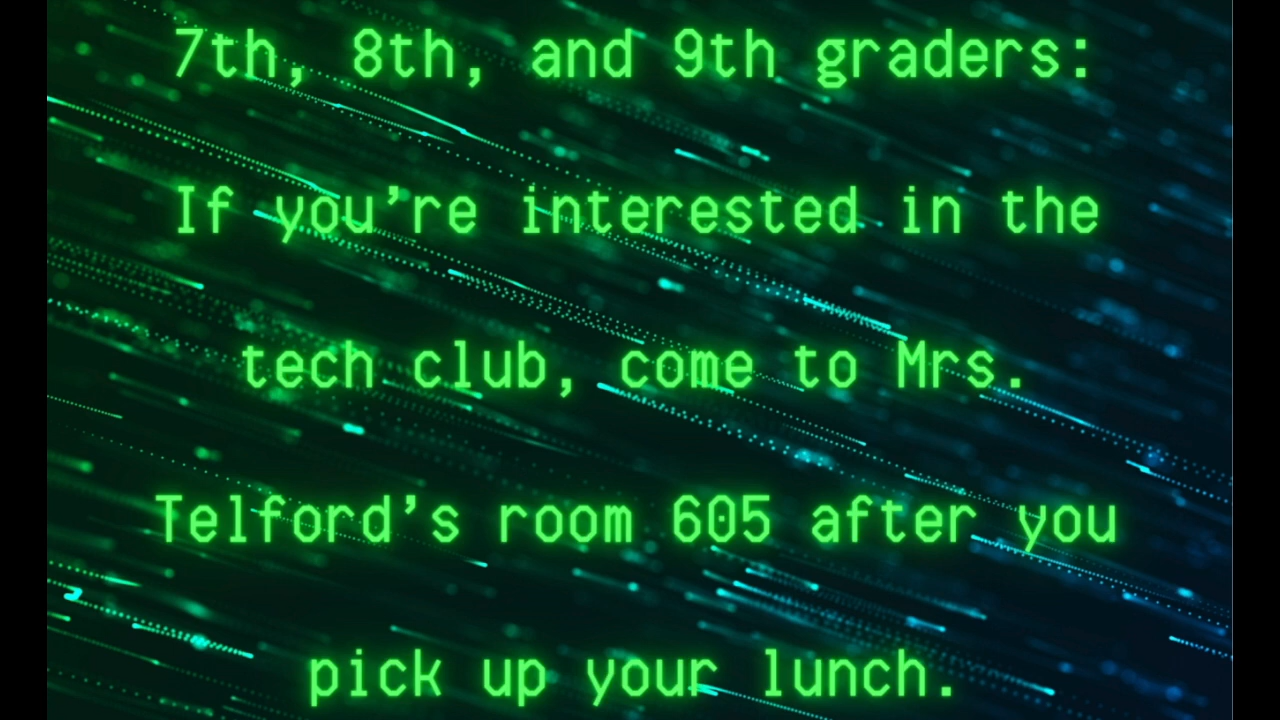 7th, 8th, and 9th graders:
If you’re interested in the
tech club, come to Mrs.
Telford’s room 605 after you
pick up your lunch.